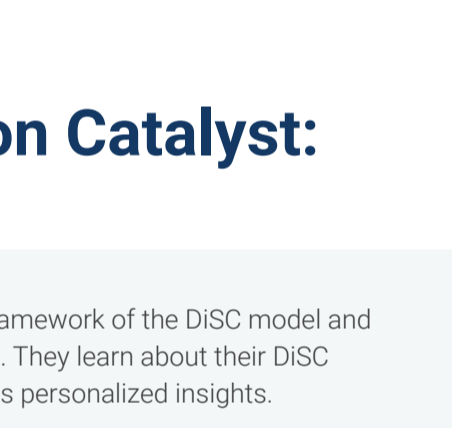 on Catalyst:
amework of the DiSC model and
. They learn about their DiSC
s personalized insights.